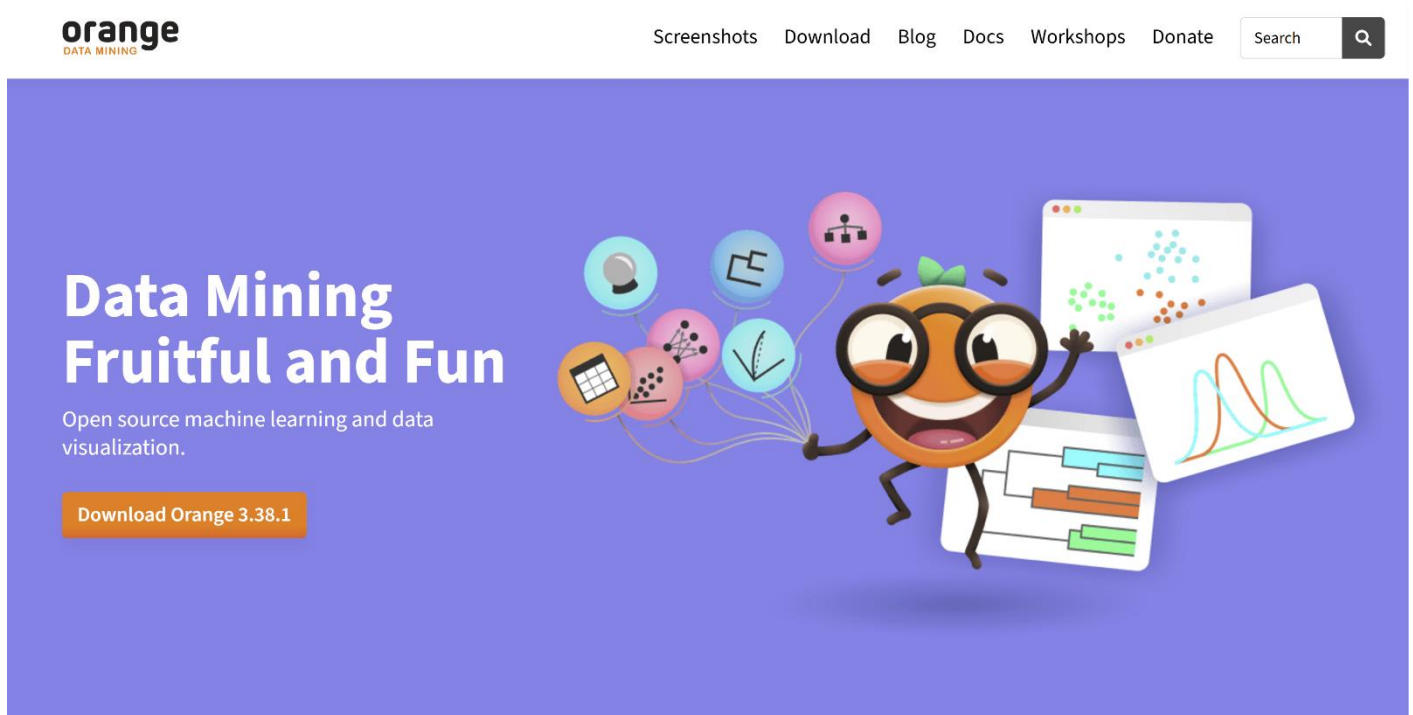 orange
DATA MINING
Screenshots Download Blog Docs Workshops Donate Search
Data Mining
Fruitful and Fun
Open source machine learning and data
visualization.
Download Orange 3.38.1